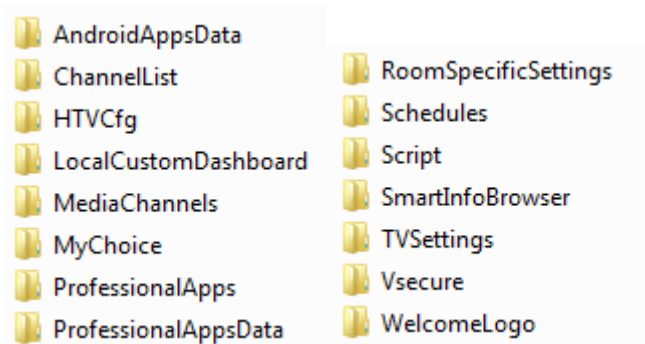 AndroidAppsData
ChannelList
HTVCfg
LocalCustomDashboard
MediaChannels
MyChoice
ProfessionalApps
ProfessionalAppsData
RoomSpecificSettings
Schedules
Script
SmartInfoBrowser
TVSettings
Vsecure
WelcomeLogo